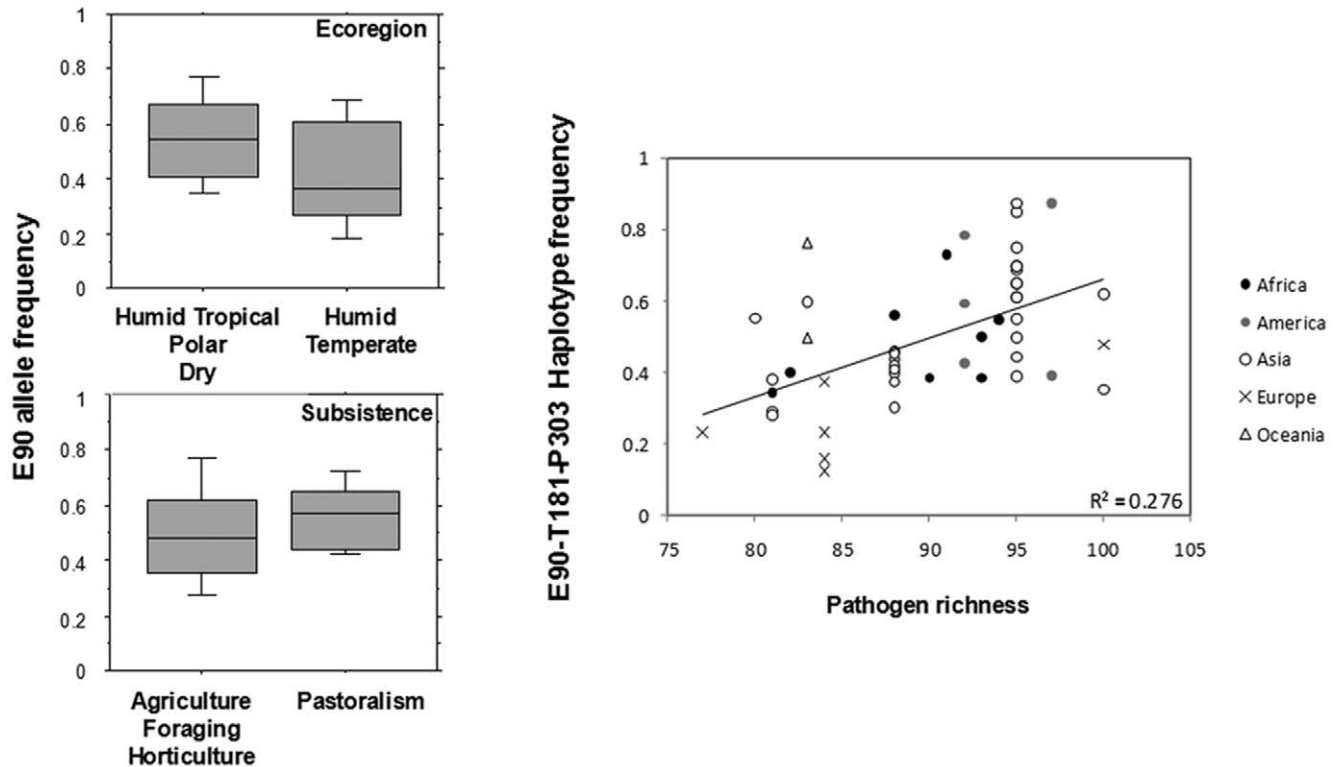 E90 allele frequency
1
0.8
0.6
0.4
0.2
0
Ecoregion
Humid Tropical
Polar
Dry
Humid
Temperate
1
0.8
0.6
0.4
0.2
0
Subsistence
Agriculture
Foraging
Horticulture
Pastoralism
E90-T181-P303 Haplotype frequency
1
0.8
0.6
0.4
0.2
0
R² = 0.276
75 80 85 90 95 100 105
Pathogen richness
Africa
America
Asia
Europe
Oceania